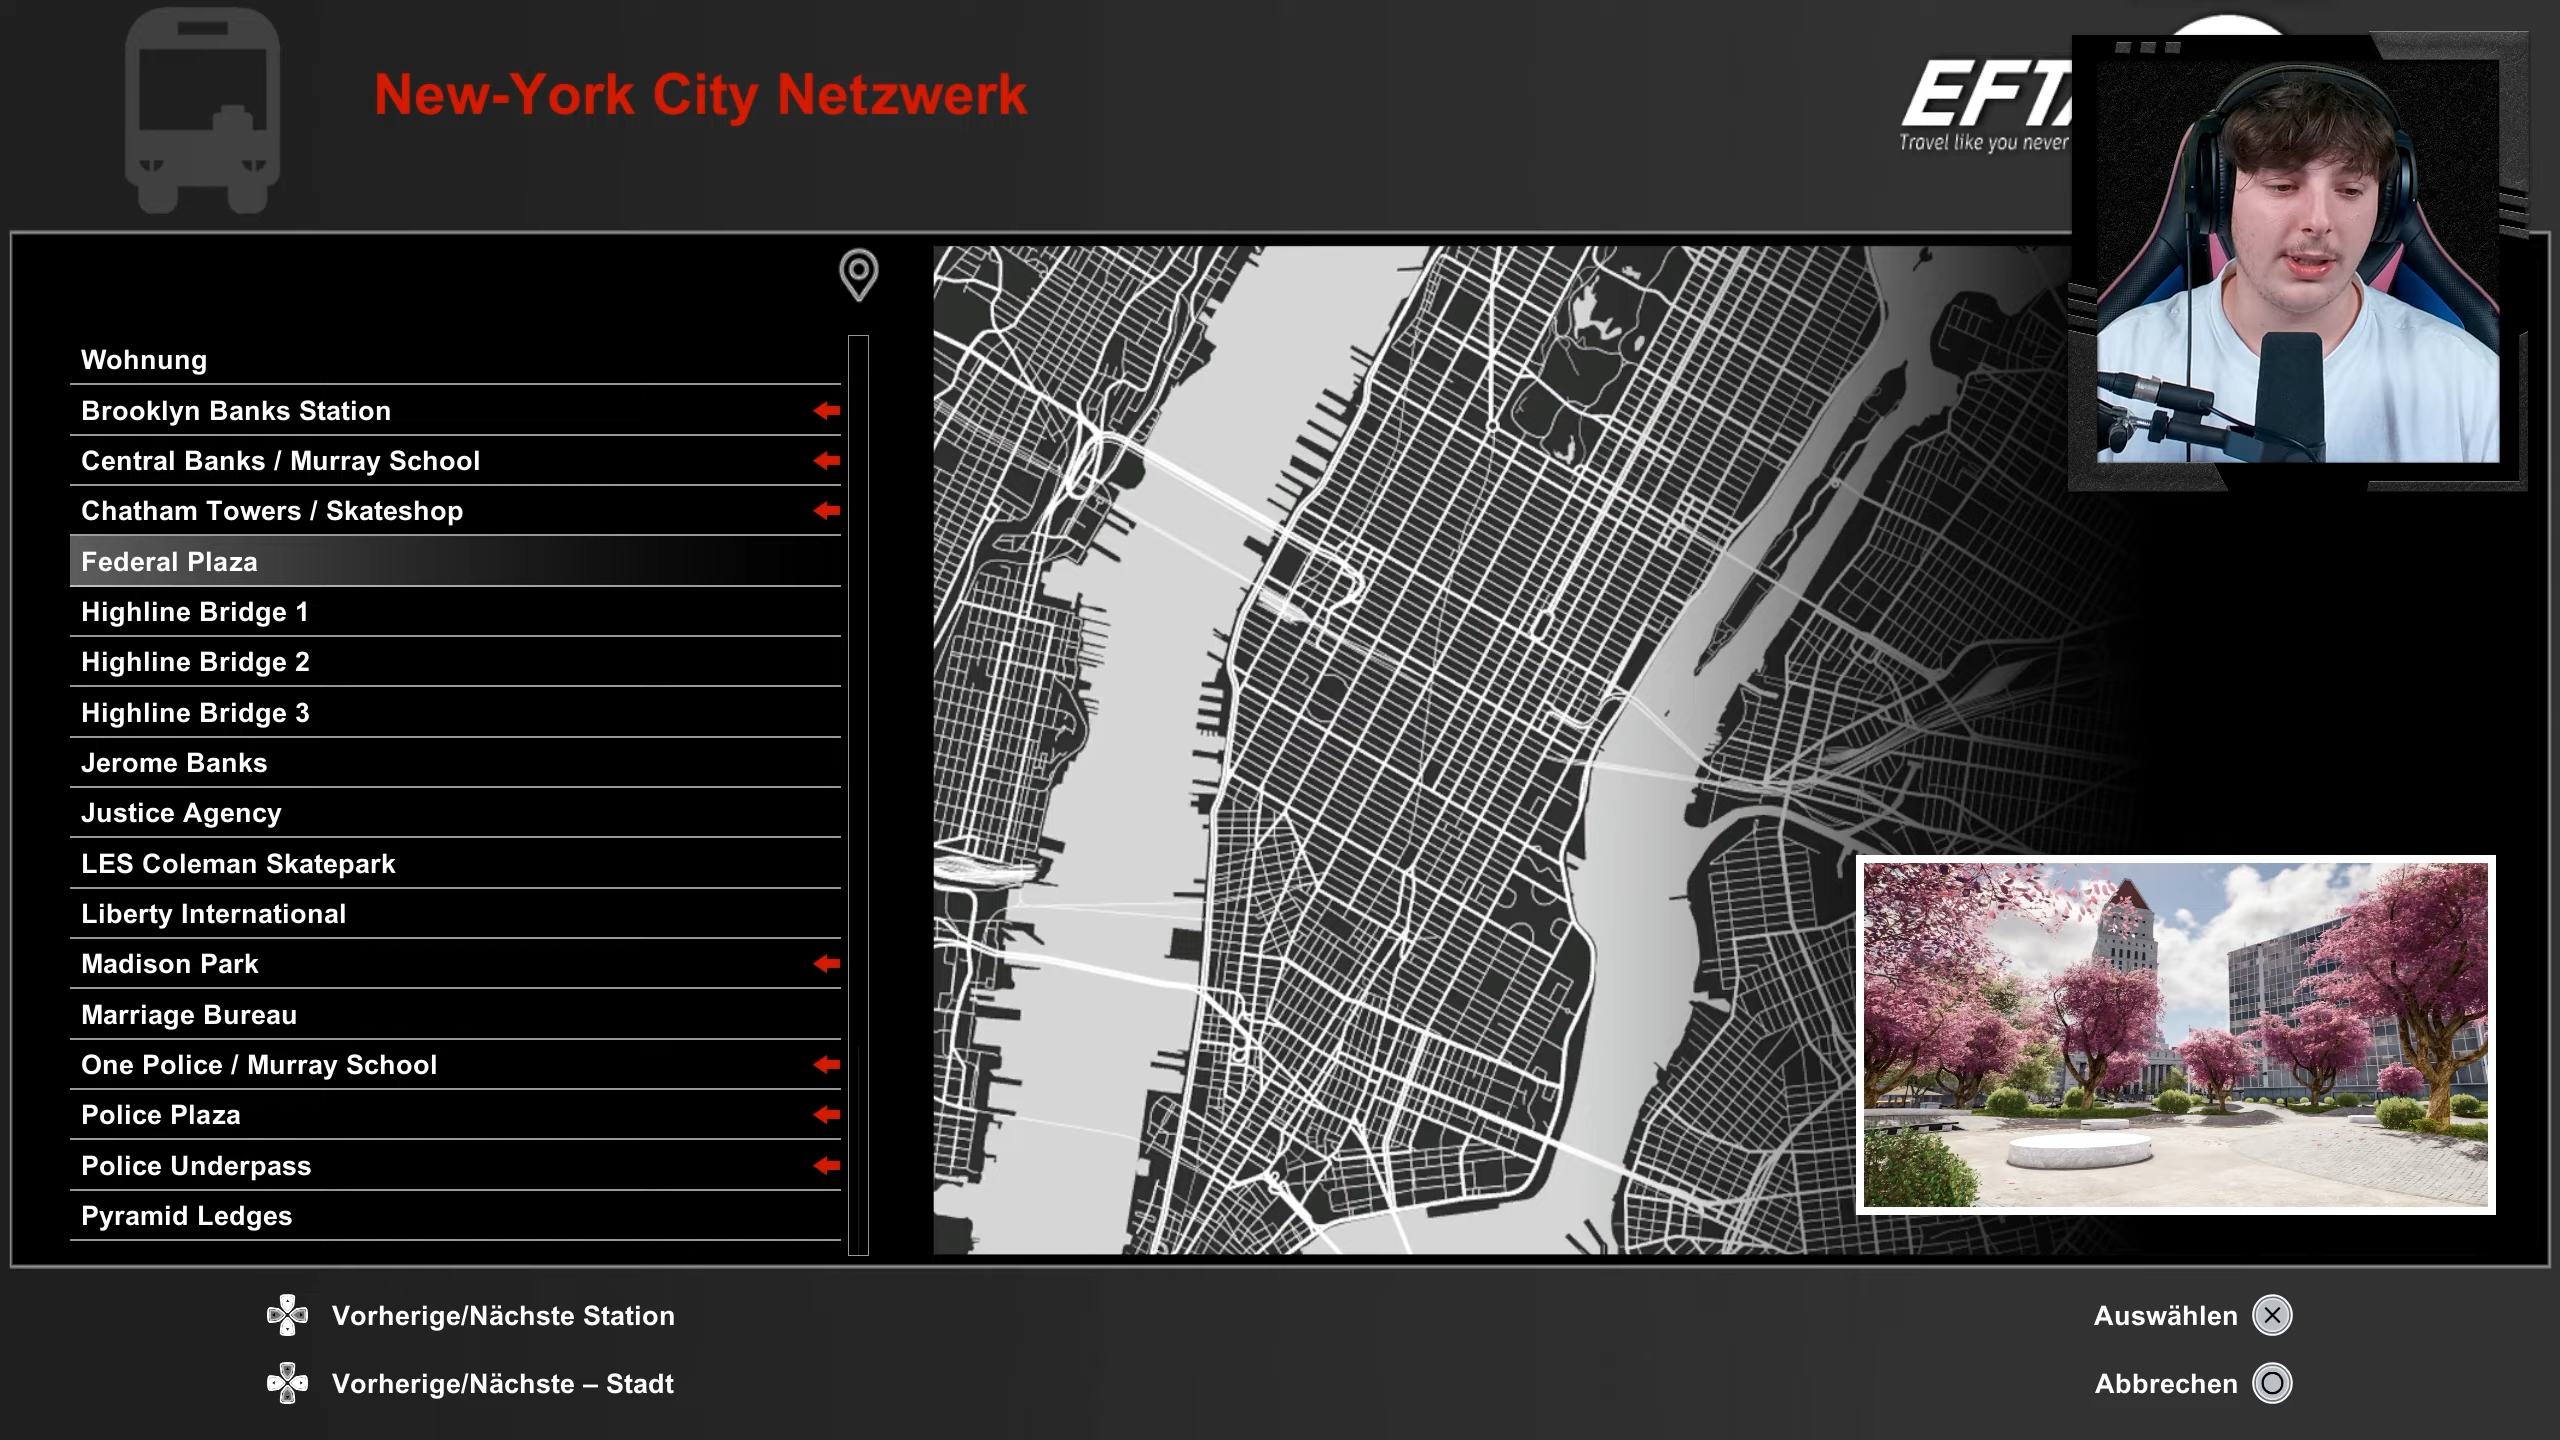 New-York City Netzwerk
EFT
Travel like you never
Wohnung
Brooklyn Banks Station
Central Banks / Murray School
Chatham Towers / Skateshop
Federal Plaza
Highline Bridge 1
Highline Bridge 2
Highline Bridge 3
Jerome Banks
Justice Agency
LES Coleman Skatepark
Liberty International
Madison Park
Marriage Bureau
One Police / Murray School
Police Plaza
Police Underpass
Pyramid Ledges
Vorherige/Nächste Station
Auswählen
Vorherige/Nächste – Stadt
Abbrechen